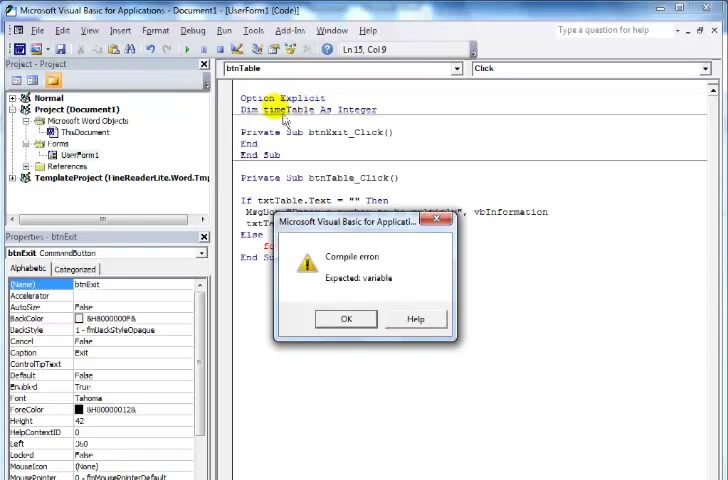 Microsoft Visual Basic for Applications - Document1 - [UserForm1 (Code)]
File Edit View Insert Format Debug Run Tools Add-Ins Window Help
Type a question for help
Ln 15, Col 9
Project - Project
Normal
Project (Document1)
Microsoft Word Objects
ThisDocument
Forms
UserForm1
References
TemplateProject (FineReaderLite.Word.Tmp
Properties - btnExit
btnExit CommandButton
Alphabetic Categorized
(Name) btnExit
Accelerator
AutoSize False
BackColor &H8000000F&
BackStyle 1 - fmBackStyleOpaque
Cancel False
Caption Exit
ControlTipText
Default False
Enabled True
Font Tahoma
ForeColor &H80000012&
Height 42
HelpContextID 0
Left 360
Locked False
MouseIcon (None)
MousePointer 0 - fmMousePointerDefault
btnTable Click
Option Explicit
Dim timeTable As Integer
Private Sub btnExit_Click()
End
End Sub
Private Sub btnTable_Click()
If txtTable.Text = "" Then
MsgBox vbInformation
txtT
Else
fo
End Su
Microsoft Visual Basic for Applicati...
Compile error:
Expected: variable
OK Help